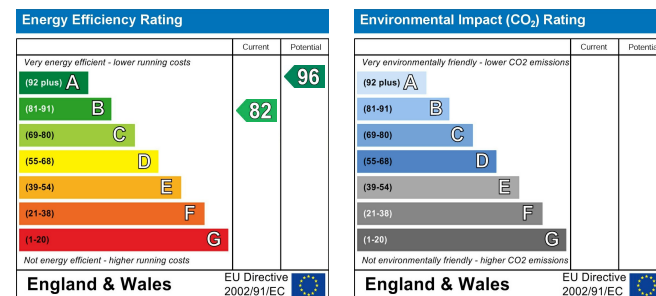 Energy Efficiency Rating
Current Potential
Very energy efficient - lower running costs
(92 plus) A
96
(81-91) B
82
(69-80) C
(55-68) D
(39-54) E
(21-38) F
(1-20) G
Not energy efficient - higher running costs
England & Wales
EU Directive
2002/91/EC
Environmental Impact (CO₂) Rating
Current Potentia
Very environmentally friendly - lower CO2 emissions
(92 plus) A
(81-91) B
(69-80) C
(55-68) D
(39-54) E
(21-38) F
(1-20) G
Not environmentally friendly - higher CO2 emissions
England & Wales
EU Directive
2002/91/EC